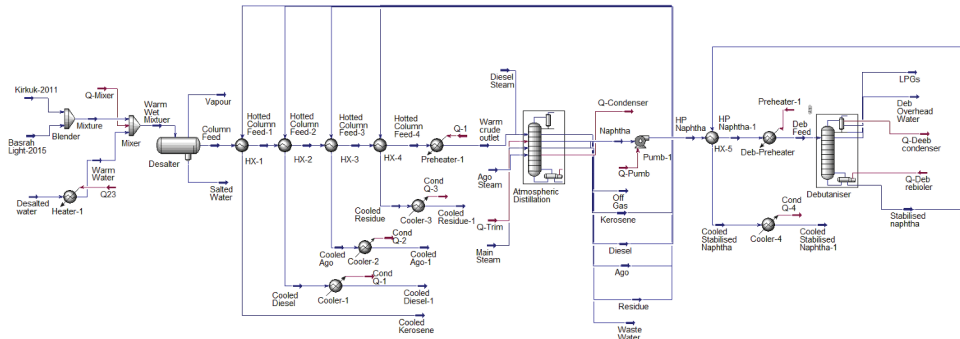 Kirkuk-2011
Basrah
Light-2015
Blender
Q-Mixer
Mixture
Warm
Wet
Mixtuer
Mixer
Warm
Water
Desalted
water
Heater-1
Q23
Vapour
Desalter
Column
Feed
Salted
Water
Hotted
Column
Feed-1
HX-1
Hotted
Column
Feed-2
HX-2
Hotted
Column
Feed-3
HX-3
Hotted
Column
Feed-4
HX-4
Q-1
Preheater-1
Warm
crude
outlet
Cooled
Residue
Cond
Q-3
Cooler-3
Cooled
Residue-1
Cooled
Ago
Cond
Q-2
Cooler-2
Cooled
Ago-1
Cooled
Diesel
Cond
Q-1
Cooler-1
Cooled
Diesel-1
Cooled
Kerosene
Diesel
Steam
Ago
Steam
Q-Trim
Main
Steam
Atmospheric
Distillation
Q-Condenser
Naphtha
Q-Pumb
Pumb-1
Off
Gas
Kerosene
Diesel
Ago
Residue
Waste
Water
HP
Naphtha
HP
Naphtha-1
HX-5
Preheater-1
Deb-Preheater
Deb
Feed
Cooled
Stabilised
Naphtha
Cond
Q-4
Cooler-4
Cooled
Stabilised
Naphtha-1
Debutaniser
LPGs
Deb
Overhead
Water
Q-Deeb
condenser
Q-Deb
rebioler
Stabilised
naphtha